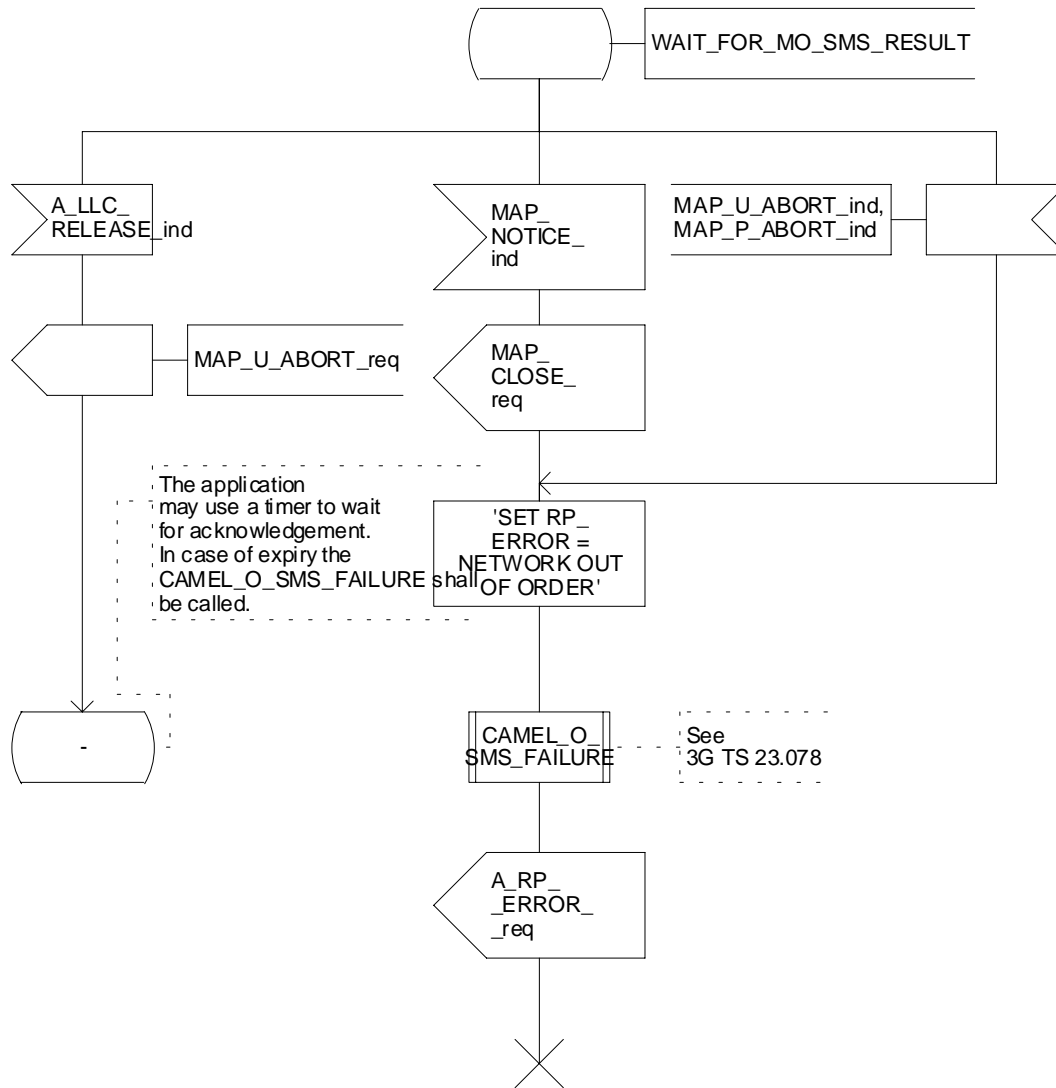 WAIT_FOR_MO_SMS_RESULT
A_LLC_
RELEASE_ind
MAP_
NOTICE_
ind
MAP_U_ABORT_ind,
MAP_P_ABORT_ind
MAP_U_ABORT_req
MAP_
CLOSE_
req
The application
may use a timer to wait
for acknowledgement.
In case of expiry the
CAMEL_O_SMS_FAILURE shall
be called.
'SET RP_
ERROR =
NETWORK OUT
OF ORDER'
-
CAMEL_O_
SMS_FAILURE
See
3G TS 23.078
A_RP_
_ERROR_
_req